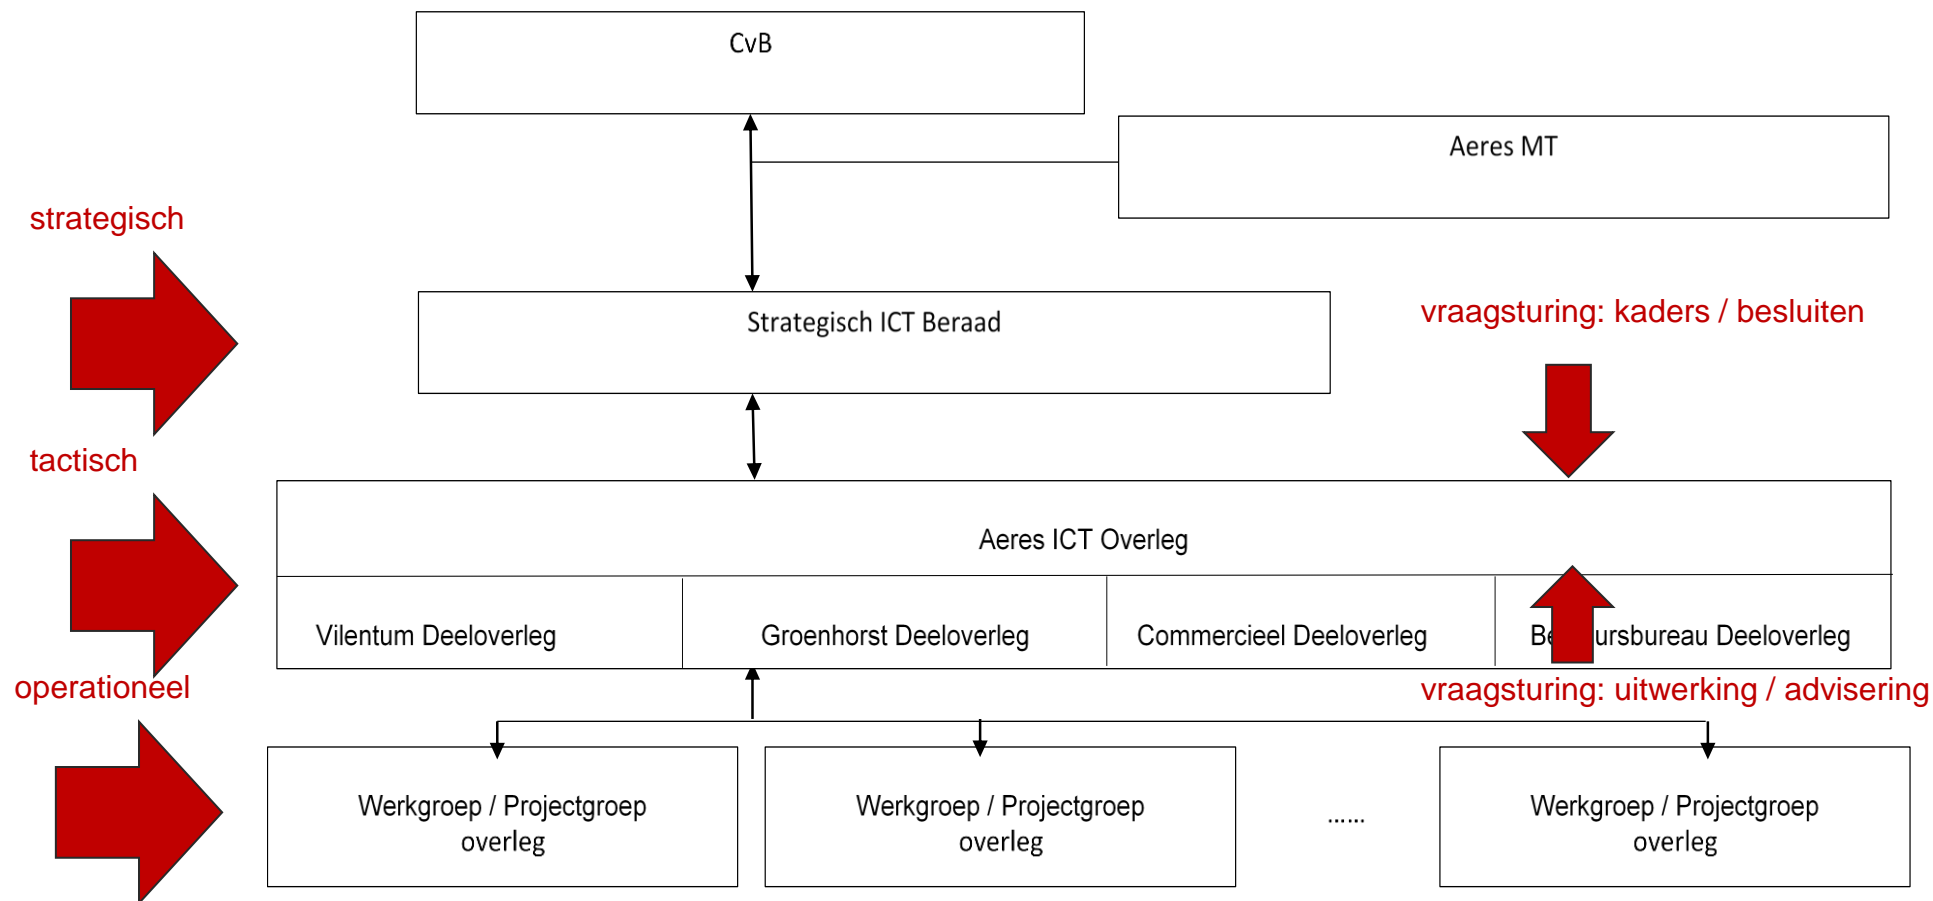 CvB
Aeres MT
strategisch
Strategisch ICT Beraad
vraagsturing: kaders / besluiten
tactisch
Aeres ICT Overleg
Vilentum Deeloverleg
Groenhorst Deeloverleg
Commercieel Deeloverleg
Deeloverleg
operationeel
vraagsturing: uitwerking / advisering
Werkgroep / Projectgroep
overleg
Werkgroep / Projectgroep
overleg
......
Werkgroep / Projectgroep
overleg